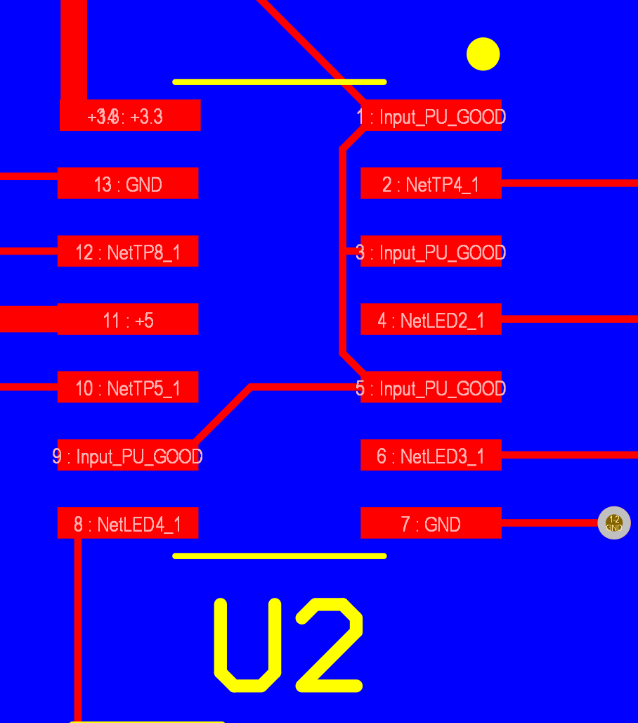 +3.3 : +3.3
1 : Input_PU_GOOD
13 : GND
2 : NetTP4_1
12 : NetTP8_1
3 : Input_PU_GOOD
11 : +5
4 : NetLED2_1
10 : NetTP5_1
5 : Input_PU_GOOD
9 : Input_PU_GOOD
6 : NetLED3_1
8 : NetLED4_1
7 : GND
U2